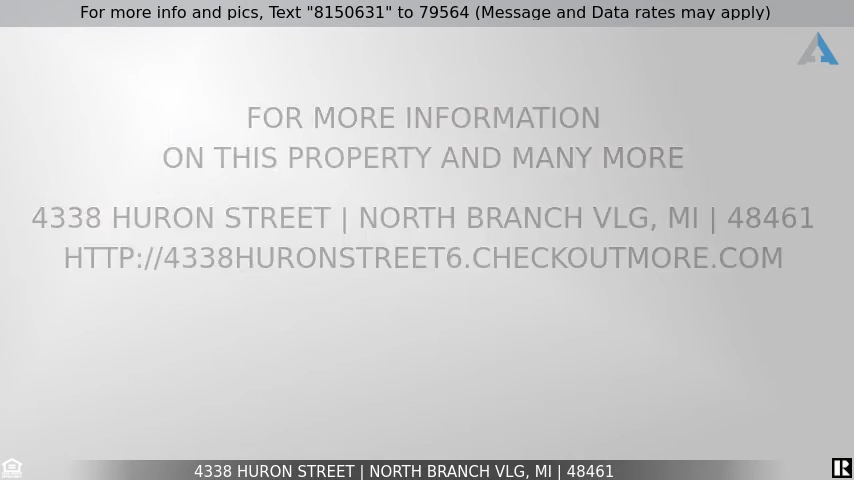 For more info and pics, Text "8150631" to 79564 (Message and Data rates may apply)
FOR MORE INFORMATION
ON THIS PROPERTY AND MANY MORE
4338 HURON STREET | NORTH BRANCH VLG, MI | 48461
HTTP://4338HURONSTREET6.CHECKOUTMORE.COM
4338 HURON STREET | NORTH BRANCH VLG, MI | 48461